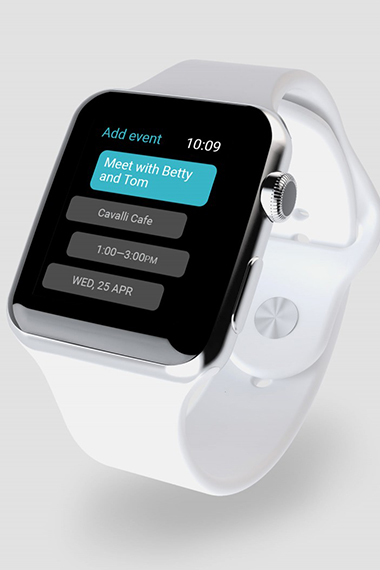 Add event
10:09
Meet with Betty
and Tom
Cavalli Cafe
1:00—3:00PM
WED, 25 APR